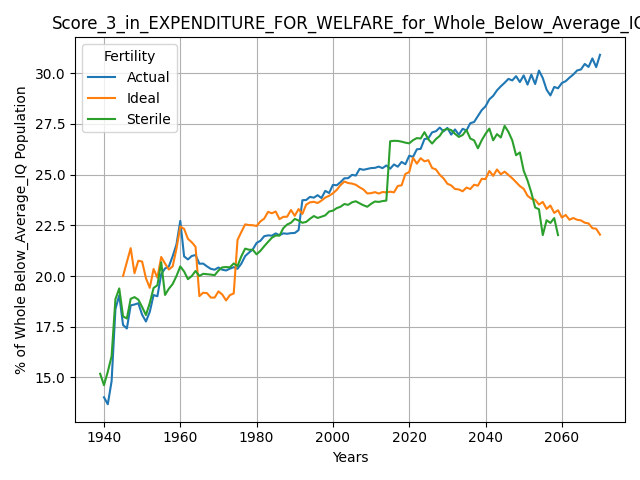 Score_3_in_EXPENDITURE_FOR_WELFARE_for_Whole_Below_Average_IQ
Fertility
Actual
Ideal
Sterile
% of Whole Below_Average_IQ Population
30.0
27.5
25.0
22.5
20.0
17.5
15.0
1940 1960 1980 2000 2020 2040 2060
Years